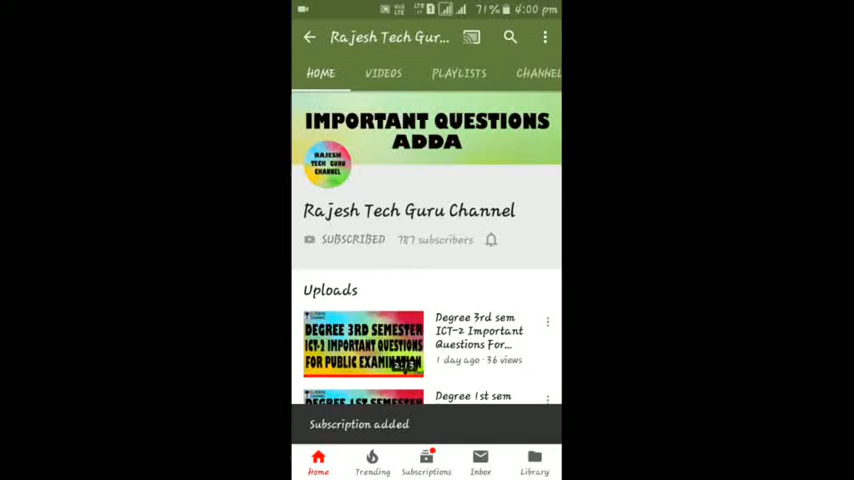 71% 4:00 pm
Rajesh Tech Gur...
HOME VIDEOS PLAYLISTS CHANNEL
IMPORTANT QUESTIONS
ADDA
RAJESH
TECH GURU
CHANNEL
Rajesh Tech Guru Channel
SUBSCRIBED 787 subscribers
Uploads
DEGREE 3RD SEMESTER
ICT-2 IMPORTANT QUESTIONS
FOR PUBLIC EXAMINATION
Degree 3rd sem
ICT-2 Important
Questions For...
1 day ago · 36 views
DEGREE 1ST SEMESTER
Degree 1st sem
Subscription added
Home Trending Subscriptions Inbox Library